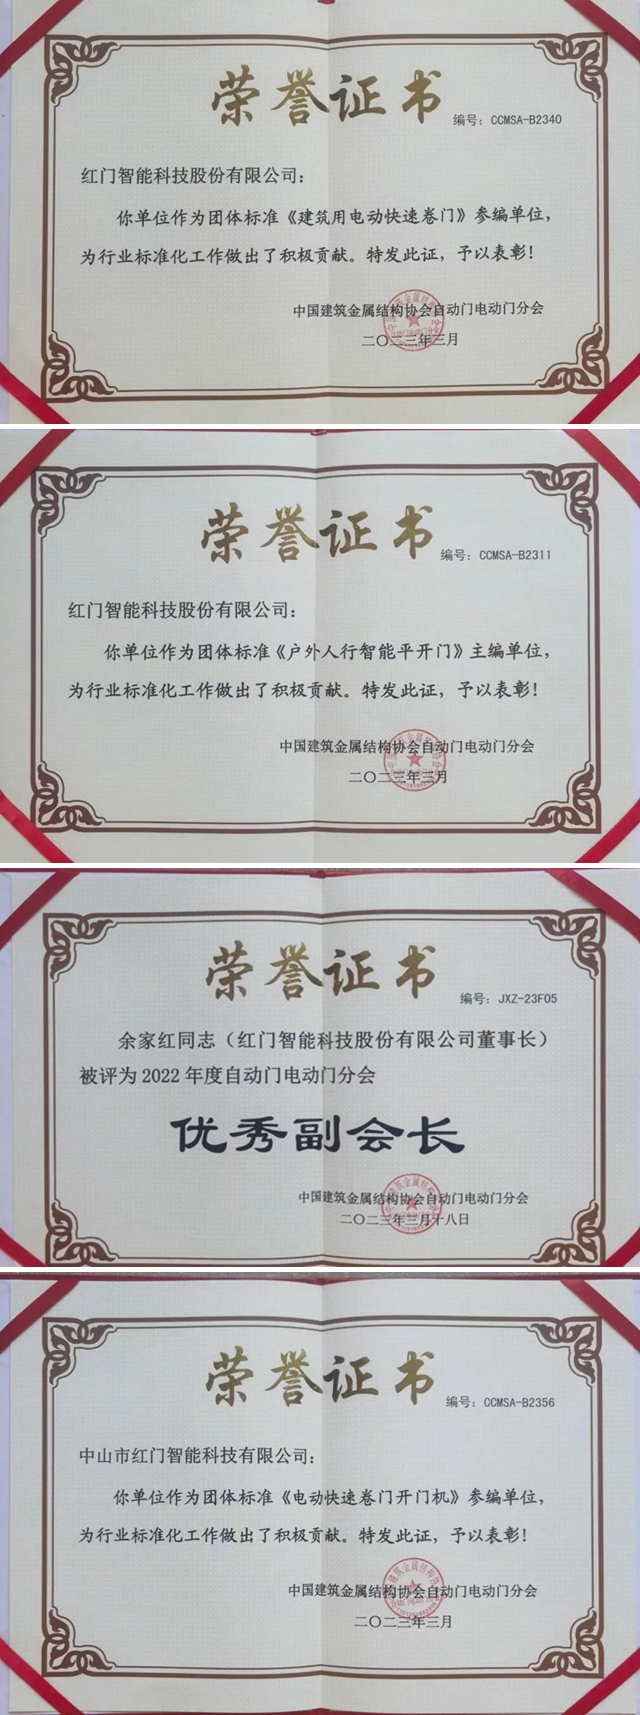 荣誉证书
编号：CCMSA-B2340
红门智能科技股份有限公司：
你单位作为团体标准《建筑用电动快速卷门》参编单位，
为行业标准化工作做出了积极贡献。特发此证，予以表彰！
中国建筑金属结构协会自动门电动门分会
二〇二三年三月
荣誉证书
编号：CCMSA-B2311
红门智能科技股份有限公司：
你单位作为团体标准《户外人行智能平开门》主编单位，
为行业标准化工作做出了积极贡献。特发此证，予以表彰！
中国建筑金属结构协会自动门电动门分会
二〇二三年三月
荣誉证书
编号：JXZ-23F05
余家红同志（红门智能科技股份有限公司董事长）
被评为2022年度自动门电动门分会
优秀副会长
中国建筑金属结构协会自动门电动门分会
二〇二三年三月十八日
荣誉证书
编号：CCMSA-B2356
中山市红门智能科技有限公司：
你单位作为团体标准《电动快速卷门开门机》参编单位，
为行业标准化工作做出了积极贡献。特发此证，予以表彰！
中国建筑金属结构协会自动门电动门分会
二〇二三年三月